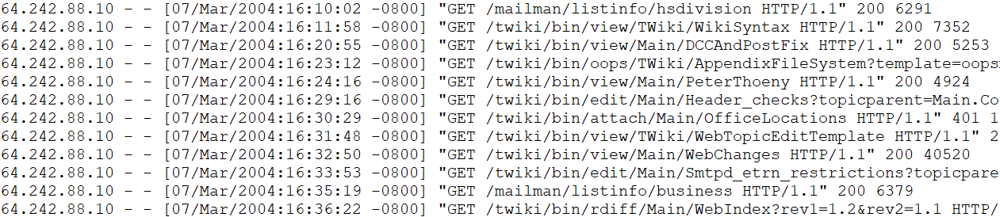 64.242.88.10 - - [07/Mar/2004:16:10:02 -0800] "GET /mailman/listinfo/hsdivision HTTP/1.1" 200 6291
64.242.88.10 - - [07/Mar/2004:16:11:58 -0800] "GET /twiki/bin/view/TWiki/WikiSyntax HTTP/1.1" 200 7352
64.242.88.10 - - [07/Mar/2004:16:20:55 -0800] "GET /twiki/bin/view/Main/DCCAndPostFix HTTP/1.1" 200 5253
64.242.88.10 - - [07/Mar/2004:16:23:12 -0800] "GET /twiki/bin/oops/TWiki/AppendixFileSystem?template=oops
64.242.88.10 - - [07/Mar/2004:16:24:16 -0800] "GET /twiki/bin/view/Main/PeterThoeny HTTP/1.1" 200 4924
64.242.88.10 - - [07/Mar/2004:16:29:16 -0800] "GET /twiki/bin/edit/Main/Header_checks?topicparent=Main.Co
64.242.88.10 - - [07/Mar/2004:16:30:29 -0800] "GET /twiki/bin/attach/Main/OfficeLocations HTTP/1.1" 401 1
64.242.88.10 - - [07/Mar/2004:16:31:48 -0800] "GET /twiki/bin/view/TWiki/WebTopicEditTemplate HTTP/1.1" 2
64.242.88.10 - - [07/Mar/2004:16:32:50 -0800] "GET /twiki/bin/view/Main/WebChanges HTTP/1.1" 200 40520
64.242.88.10 - - [07/Mar/2004:16:33:53 -0800] "GET /twiki/bin/edit/Main/Smtpd_etrn_restrictions?topicpare
64.242.88.10 - - [07/Mar/2004:16:35:19 -0800] "GET /mailman/listinfo/business HTTP/1.1" 200 6379
64.242.88.10 - - [07/Mar/2004:16:36:22 -0800] "GET /twiki/bin/rdiff/Main/WebIndex?rev1=1.2&rev2=1.1 HTTP/